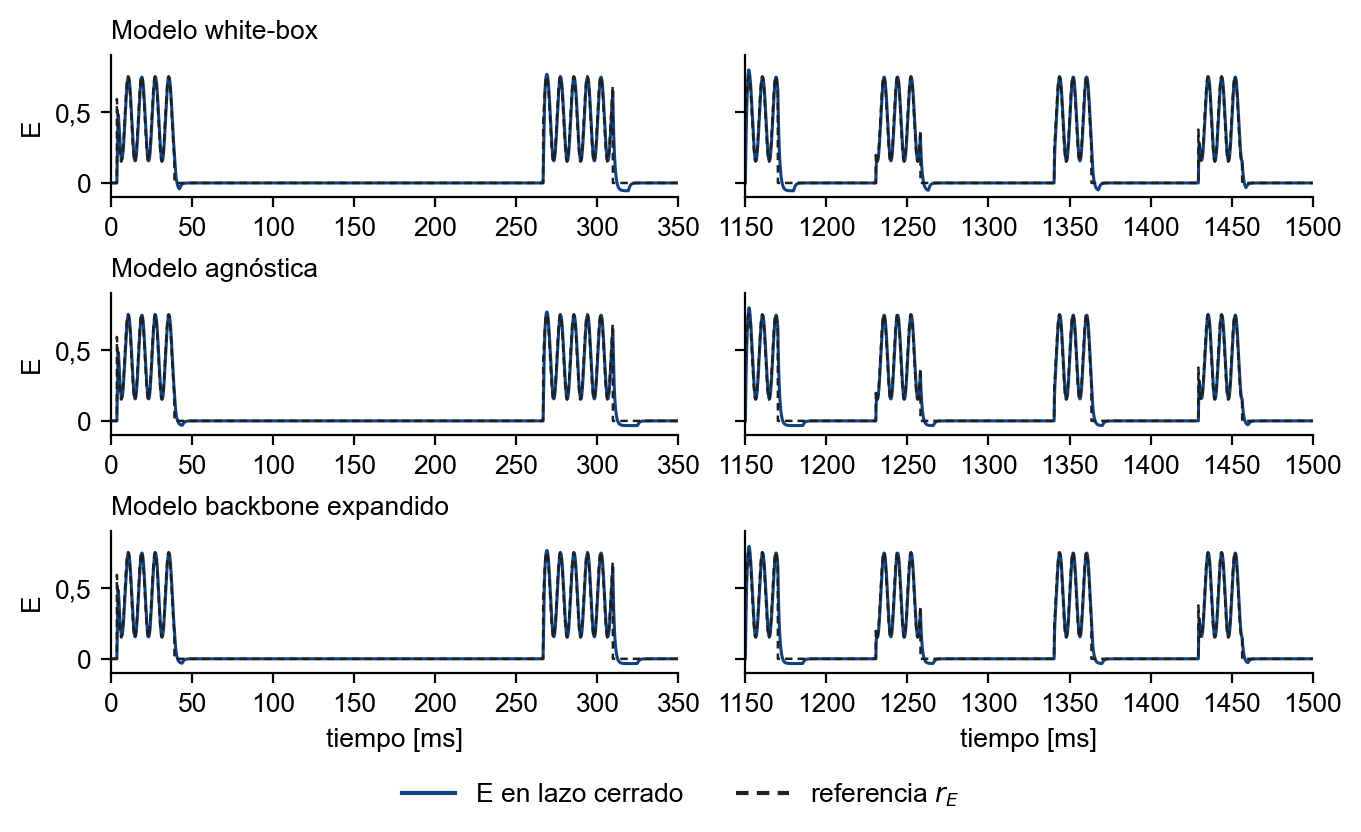 Modelo white-box
E
0,5
0
0 50 100 150 200 250 300 350
1150 1200 1250 1300 1350 1400 1450 1500
Modelo agnóstica
E
0,5
0
0 50 100 150 200 250 300 350
1150 1200 1250 1300 1350 1400 1450 1500
Modelo backbone expandido
E
0,5
0
0 50 100 150 200 250 300 350
1150 1200 1250 1300 1350 1400 1450 1500
tiempo [ms]
tiempo [ms]
E en lazo cerrado
referencia r_E